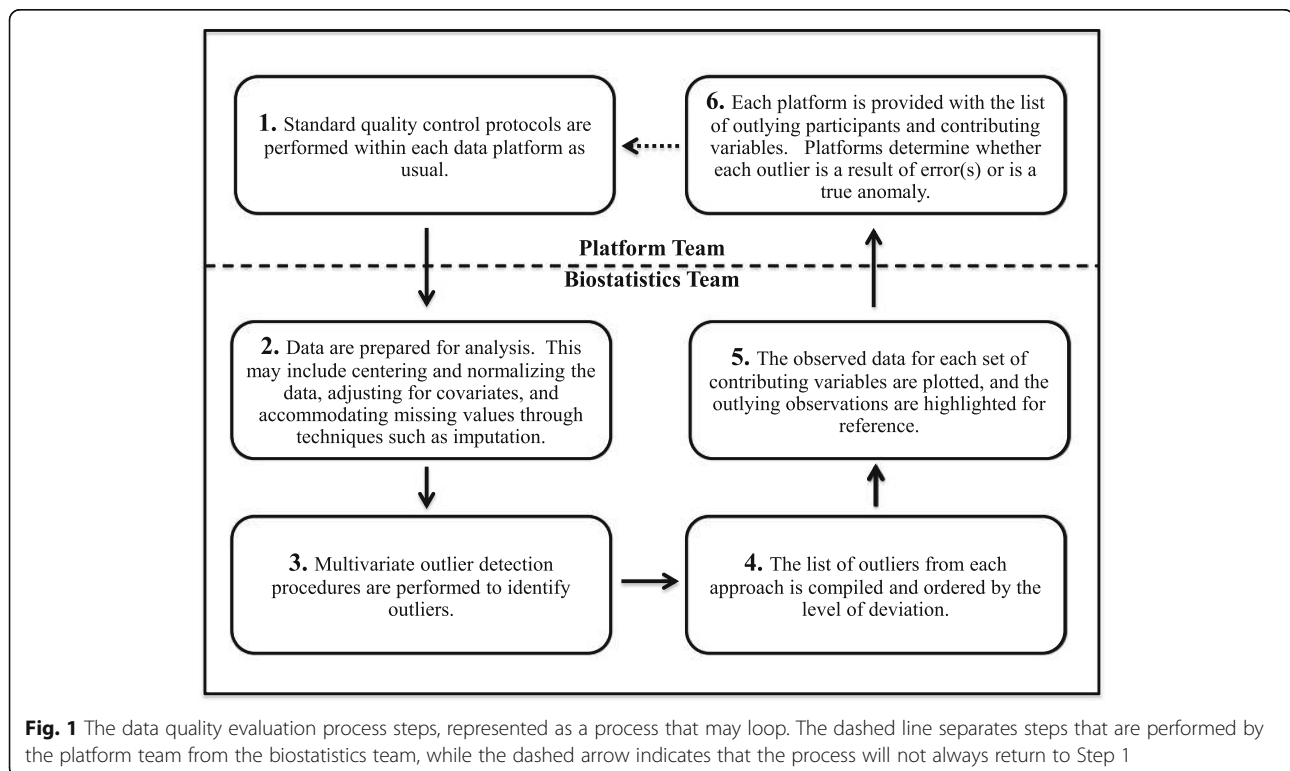 1. Standard quality control protocols are
performed within each data platform as
usual.
6. Each platform is provided with the list
of outlying participants and contributing
variables. Platforms determine whether
each outlier is a result of error(s) or is a
true anomaly.
Platform Team
Biostatistics Team
2. Data are prepared for analysis. This
may include centering and normalizing the
data, adjusting for covariates, and
accommodating missing values through
techniques such as imputation.
5. The observed data for each set of
contributing variables are plotted, and the
outlying observations are highlighted for
reference.
3. Multivariate outlier detection
procedures are performed to identify
outliers.
4. The list of outliers from each
approach is compiled and ordered by the
level of deviation.
Fig. 1 The data quality evaluation process steps, represented as a process that may loop. The dashed line separates steps that are performed by
the platform team from the biostatistics team, while the dashed arrow indicates that the process will not always return to Step 1